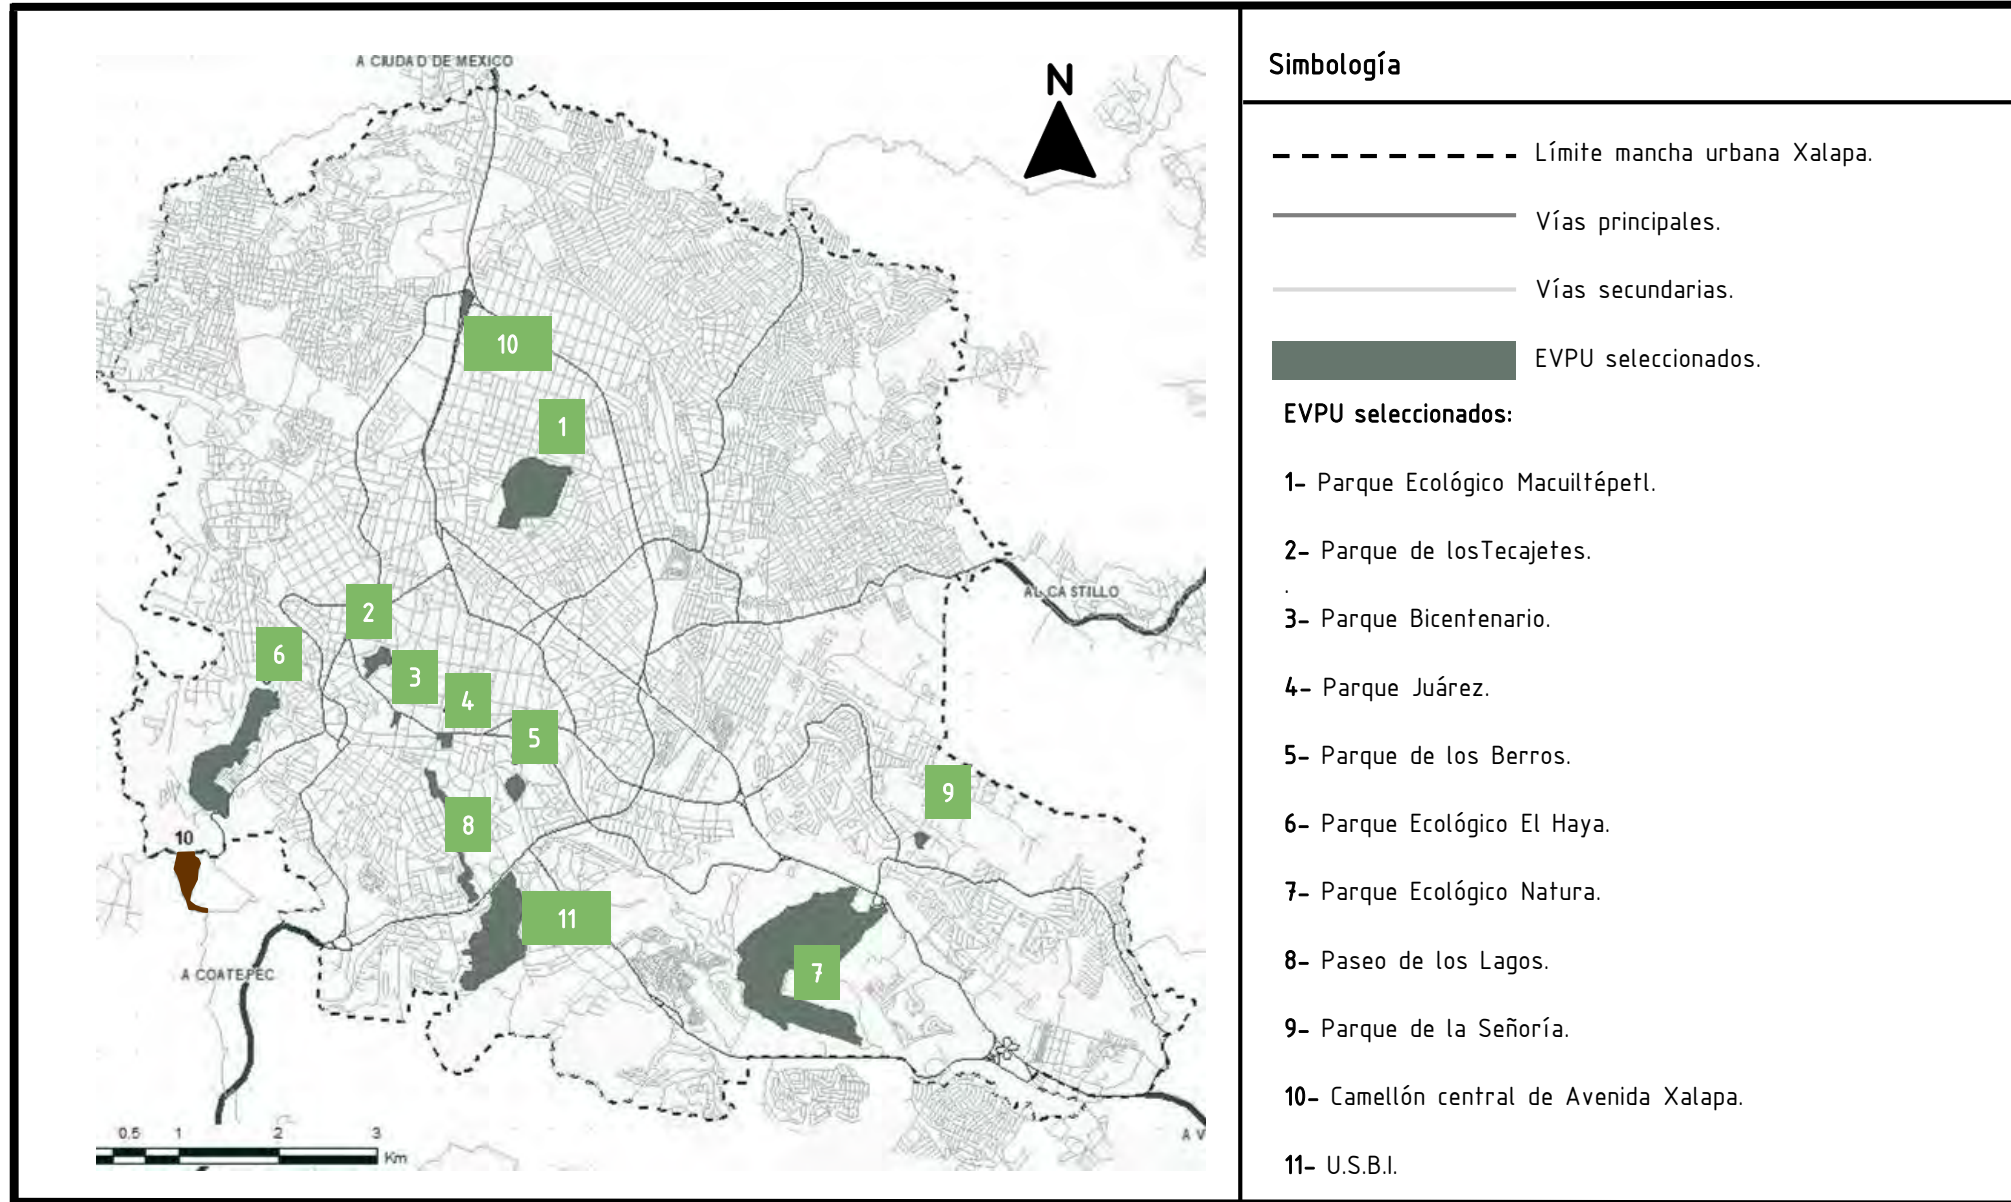 A CIUDAD DE MEXICO
N
10
1
AL CASTILLO
2
6
3
4
5
9
8
10
11
7
A COATEPEC
0.5 1 2 3
Km
A V
Simbología
Límite mancha urbana Xalapa.
Vías principales.
Vías secundarias.
EVPU seleccionados.
EVPU seleccionados:
1- Parque Ecológico Macuiltépetl.
2- Parque de losTecajetes.
.
3- Parque Bicentenario.
4- Parque Juárez.
5- Parque de los Berros.
6- Parque Ecológico El Haya.
7- Parque Ecológico Natura.
8- Paseo de los Lagos.
9- Parque de la Señoría.
10- Camellón central de Avenida Xalapa.
11- U.S.B.I.